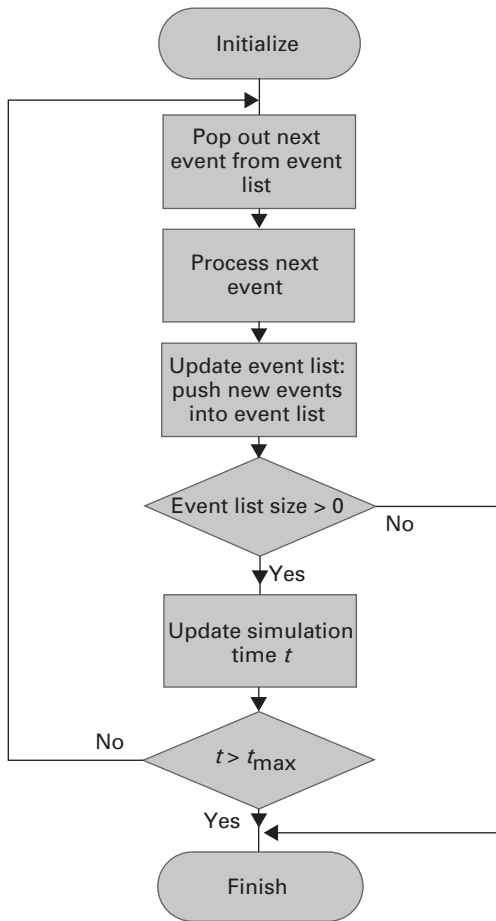 Initialize
Pop out next
event from event
list
Process next
event
Update event list:
push new events
into event list
Event list size > 0
No
Yes
Update simulation
time t
No
t > tmax
Yes
Finish